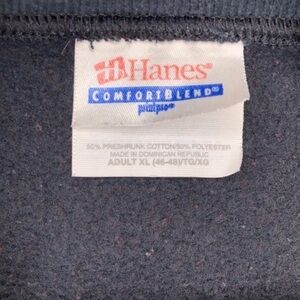 Hanes®
COMFORTBLEND®
50% PRESHRUNK COTTON/50% POLYESTER
MADE IN DOMINICAN REPUBLIC
ADULT XL (46-48)/TG/XG